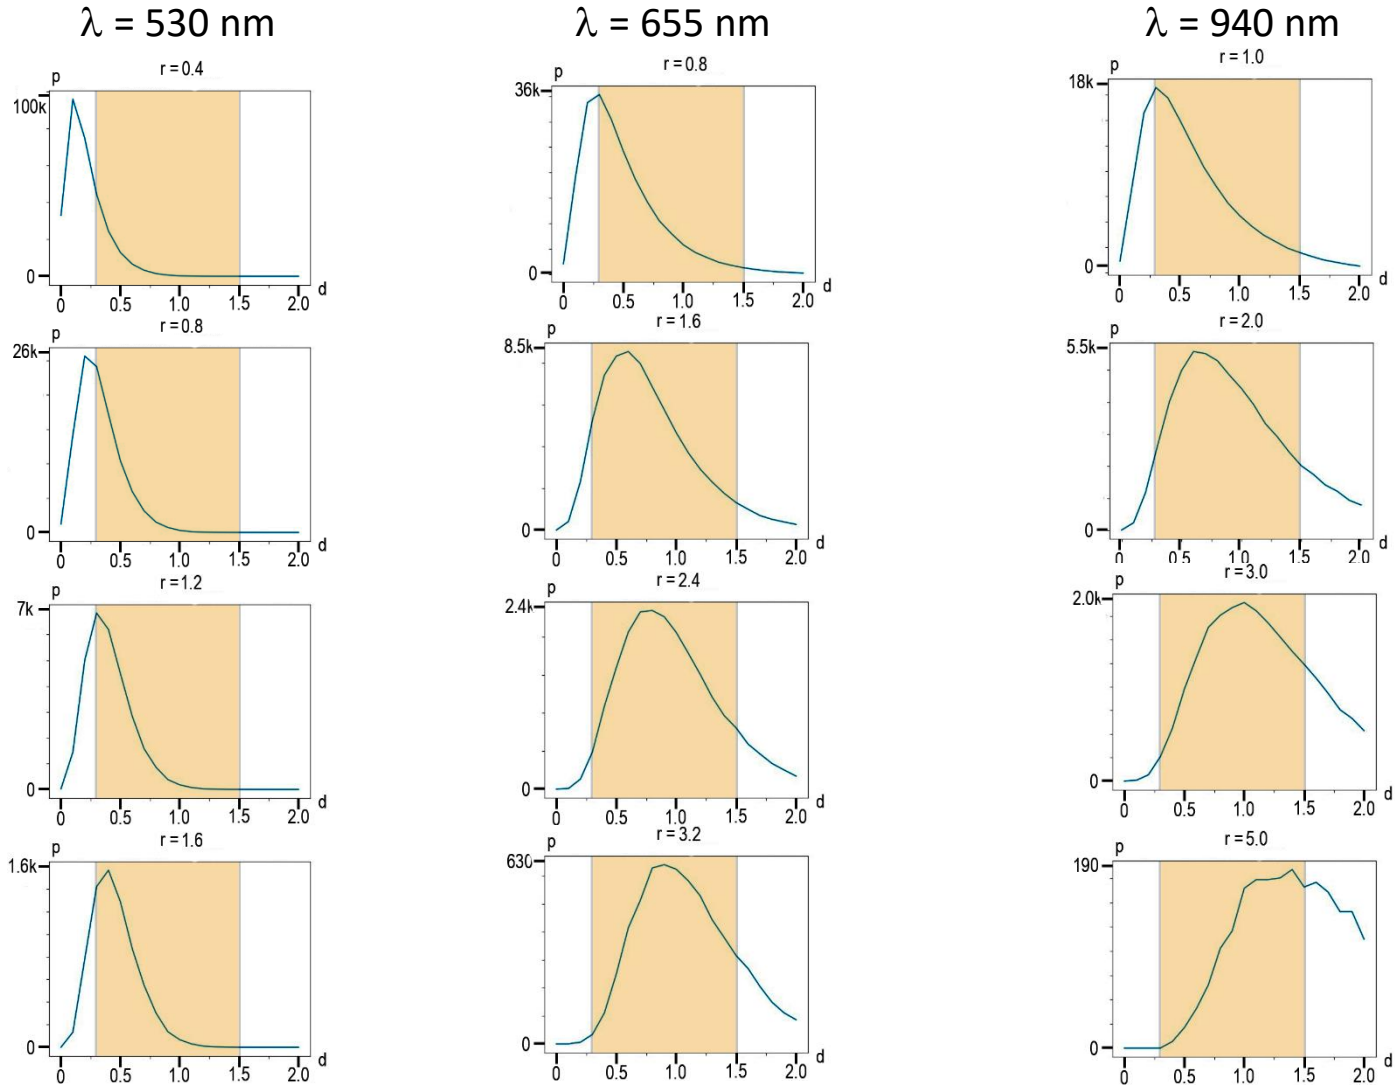 λ = 530 nm
λ = 655 nm
λ = 940 nm
p
r = 0.4
100k
0
0 0.5 1.0 1.5 2.0
d
p
r = 0.8
36k
0
0 0.5 1.0 1.5 2.0
d
p
r = 1.0
18k
0
0 0.5 1.0 1.5 2.0
d
p
r = 0.8
26k
0
0 0.5 1.0 1.5 2.0
d
p
r = 1.6
8.5k
0
0 0.5 1.0 1.5 2.0
d
p
r = 2.0
5.5k
0
0 0.5 1.0 1.5 2.0
d
p
r = 1.2
7k
0
0 0.5 1.0 1.5 2.0
d
p
r = 2.4
2.4k
0
0 0.5 1.0 1.5 2.0
d
p
r = 3.0
2.0k
0
0 0.5 1.0 1.5 2.0
d
p
r = 1.6
1.6k
0
0 0.5 1.0 1.5 2.0
d
p
r = 3.2
630
0
0 0.5 1.0 1.5 2.0
d
p
r = 5.0
190
0
0 0.5 1.0 1.5 2.0
d